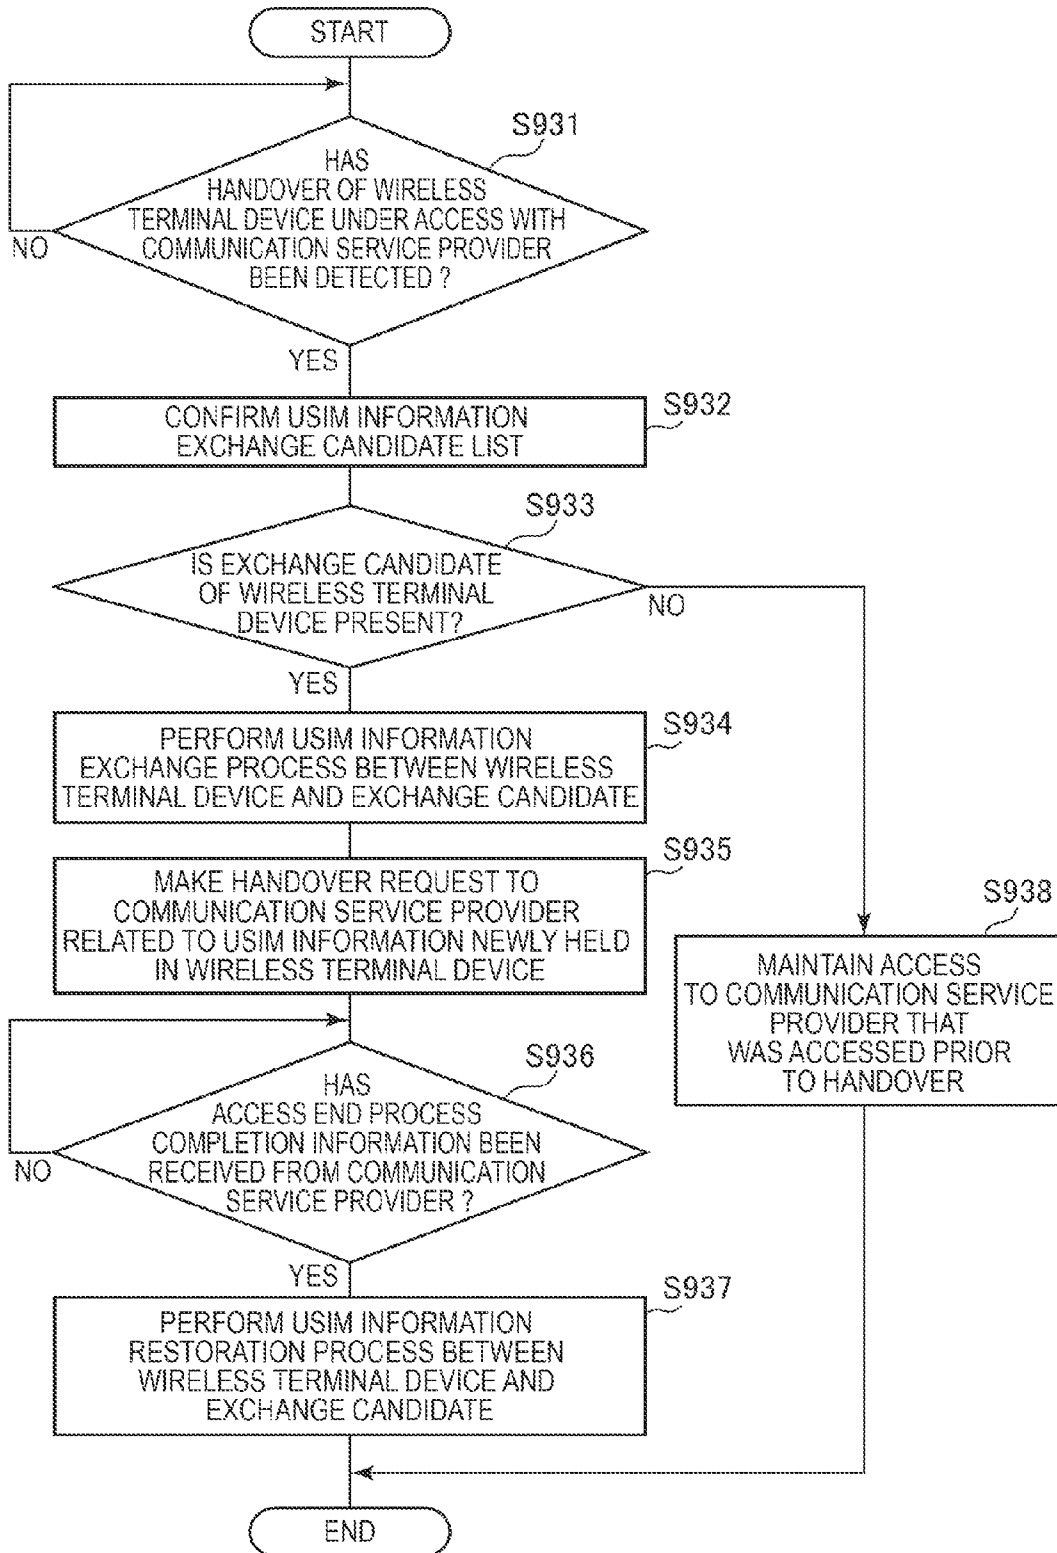 START
S931
HAS
HANDOVER OF WIRELESS
TERMINAL DEVICE UNDER ACCESS WITH
COMMUNICATION SERVICE PROVIDER
BEEN DETECTED ?
NO
YES
S932
CONFIRM USIM INFORMATION
EXCHANGE CANDIDATE LIST
S933
IS EXCHANGE CANDIDATE
OF WIRELESS TERMINAL
DEVICE PRESENT?
NO
YES
S934
PERFORM USIM INFORMATION
EXCHANGE PROCESS BETWEEN WIRELESS
TERMINAL DEVICE AND EXCHANGE CANDIDATE
S935
MAKE HANDOVER REQUEST TO
COMMUNICATION SERVICE PROVIDER
RELATED TO USIM INFORMATION NEWLY HELD
IN WIRELESS TERMINAL DEVICE
S938
MAINTAIN ACCESS
TO COMMUNICATION SERVICE
PROVIDER THAT
WAS ACCESSED PRIOR
TO HANDOVER
S936
HAS
ACCESS END PROCESS
COMPLETION INFORMATION BEEN
RECEIVED FROM COMMUNICATION
SERVICE PROVIDER ?
NO
YES
S937
PERFORM USIM INFORMATION
RESTORATION PROCESS BETWEEN
WIRELESS TERMINAL DEVICE AND
EXCHANGE CANDIDATE
END